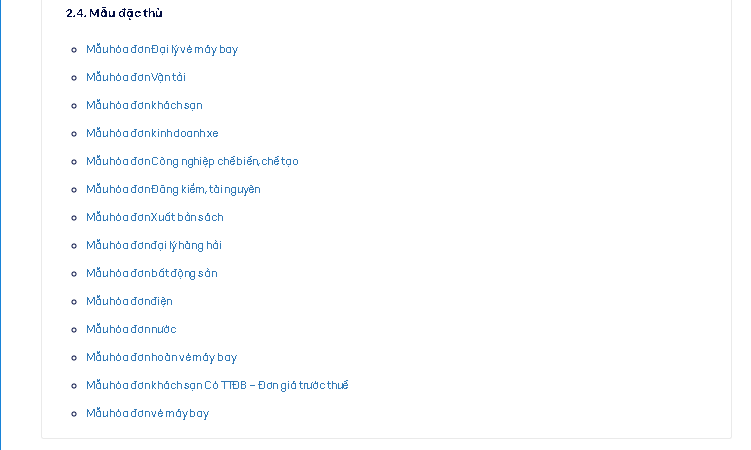 2.4. Mẫu đặc thù
Mẫu hóa đơn Đại lý vé máy bay
Mẫu hóa đơn Vận tải
Mẫu hóa đơn khách sạn
Mẫu hóa đơn kinh doanh xe
Mẫu hóa đơn Công nghiệp chế biến, chế tạo
Mẫu hóa đơn Đăng kiểm, tài nguyên
Mẫu hóa đơn Xuất bản sách
Mẫu hóa đơn đại lý hàng hải
Mẫu hóa đơn bất động sản
Mẫu hóa đơn điện
Mẫu hóa đơn nước
Mẫu hóa đơn hoàn vé máy bay
Mẫu hóa đơn khách sạn Có TTĐB – Đơn giá trước thuế
Mẫu hóa đơn vé máy bay